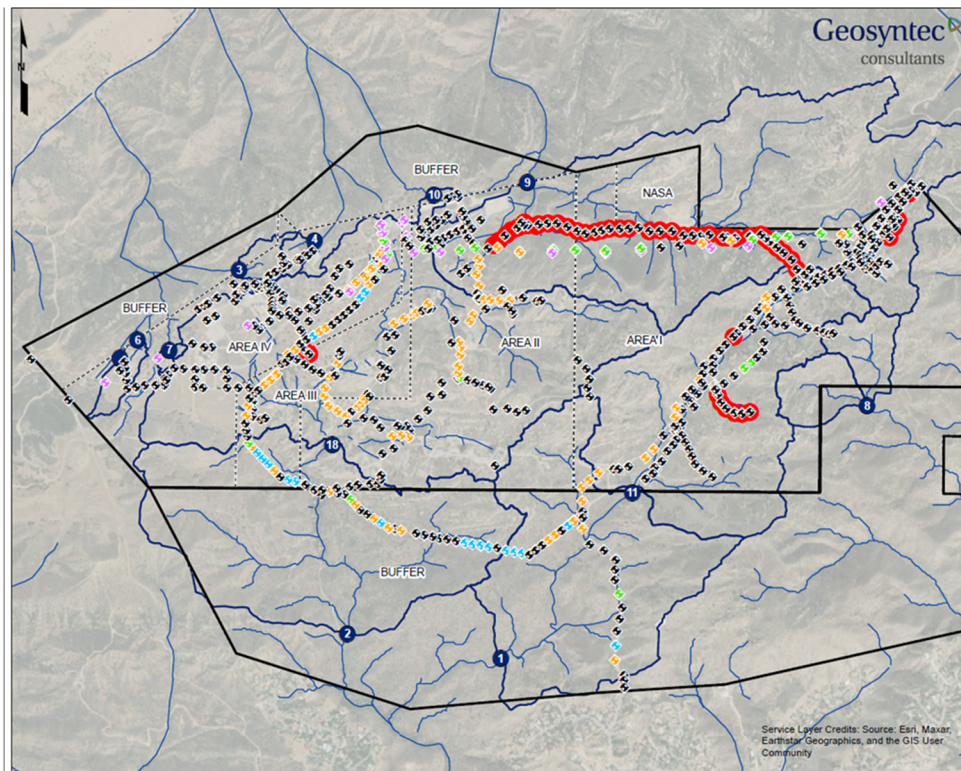 Geosyntec
consultants
N
BUFFER
9
NASA
10
4
3
BUFFER
6
7
AREA IV
AREA II
AREA I
AREA III
8
18
11
BUFFER
2
1
Service Layer Credits: Source: Esri, Maxar,
Earthstar Geographics, and the GIS User
Community